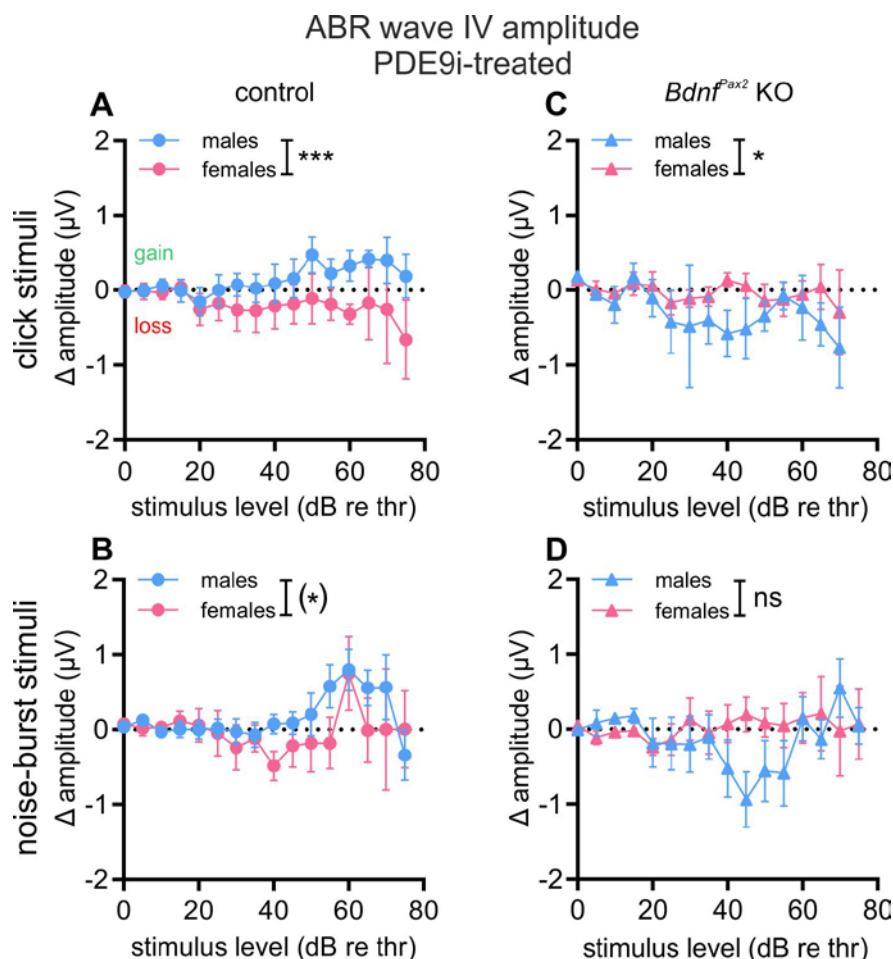 ABR wave IV amplitude
PDE9i-treated
control
Bdnf^Pax2 KO
click stimuli
noise-burst stimuli
A
males
females
***
gain
loss
2
1
0
-1
-2
Δ amplitude (μV)
0 20 40 60 80
stimulus level (dB re thr)
C
males
females
*
2
1
0
-1
-2
Δ amplitude (μV)
0 20 40 60 80
stimulus level (dB re thr)
B
males
females
(*)
2
1
0
-1
-2
Δ amplitude (μV)
0 20 40 60 80
stimulus level (dB re thr)
D
males
females
ns
2
1
0
-1
-2
Δ amplitude (μV)
0 20 40 60 80
stimulus level (dB re thr)